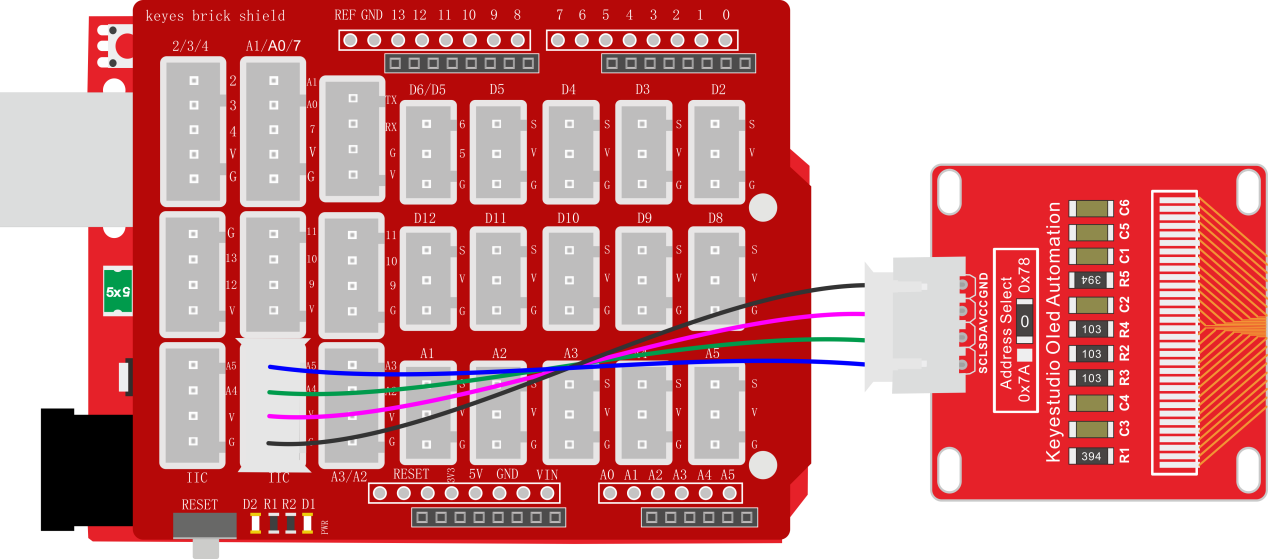 keyes brick shield
REF GND 13 12 11 10 9 8
7 6 5 4 3 2 1 0
2/3/4
A1/A0/7
2
3
4
V
G
A1
A0
7
V
G
TX
RX
G
V
D6/D5
D5
D4
D3
D2
6
5
G
S
V
G
S
V
G
S
V
G
S
V
G
G
13
12
V
11
10
9
V
11
10
9
G
D12
D11
D10
D9
D8
S
V
G
S
V
G
S
V
G
S
V
G
S
V
G
5x5
A5
A4
V
G
A5
A4
V
A3
A2
V
G
A1
A2
A3
A5
S
V
G
S
V
G
S
V
G
S
V
G
S
V
G
IIC
IIC
A3/A2
RESET 3V3 5V GND VIN
A0 A1 A2 A3 A4 A5
RESET
D2 R1 R2 D1
PWR
SCLSDAVCCGND
Address Select
0x7A
0
0x78
Keyestudio Oled Automation
C6
C5
C1
394 R5
C2
103 R4
103 R2
103 R3
C4
C3
394 R1